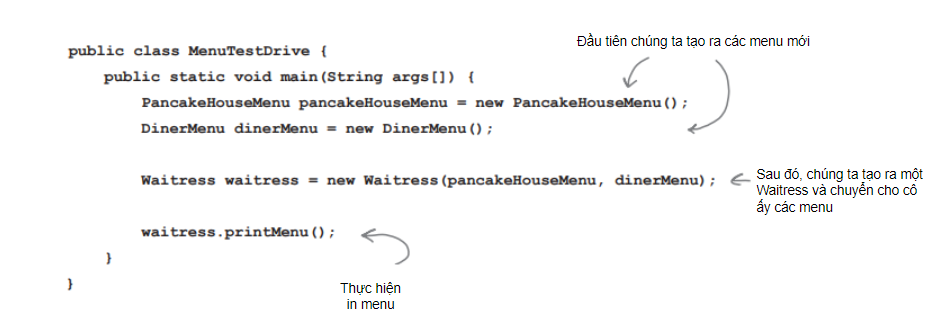 Đầu tiên chúng ta tạo ra các menu mới
public class MenuTestDrive {
public static void main(String args[]) {
PancakeHouseMenu pancakeHouseMenu = new PancakeHouseMenu();
DinerMenu dinerMenu = new DinerMenu();
Waitress waitress = new Waitress(pancakeHouseMenu, dinerMenu);
Sau đó, chúng ta tạo ra một
Waitress và chuyển cho cô
ấy các menu
waitress.printMenu();
}
}
Thực hiện
in menu